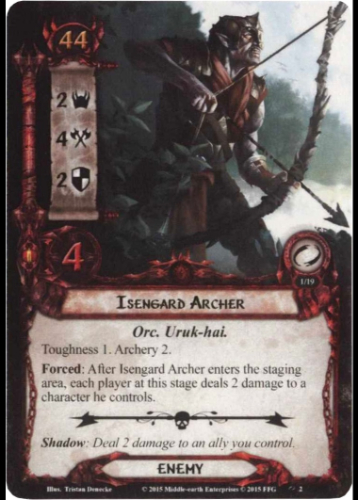 44
2
4
2
4
1/19
ISENGARD ARCHER
Orc. Uruk-hai.
Toughness 1. Archery 2.
Forced: After Isengard Archer enters the staging
area, each player at this stage deals 2 damage to a
character he controls.
Shadow: Deal 2 damage to an ally you control.
Illus. Tristan Denecke
ENEMY
© 2015 Middle-earth Enterprises © 2015 FFG
2